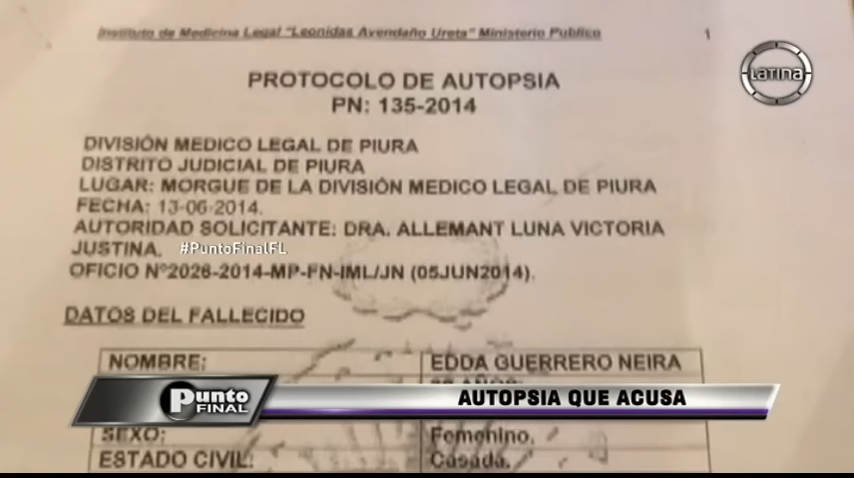 Instituto de Medicina Legal "Leonidas Avendaño Ureta" Ministerio Publico 1
LATINA
PROTOCOLO DE AUTOPSIA
PN: 135-2014
DIVISIÓN MEDICO LEGAL DE PIURA
DISTRITO JUDICIAL DE PIURA
LUGAR: MORGUE DE LA DIVISIÓN MEDICO LEGAL DE PIURA
FECHA: 13-06-2014.
AUTORIDAD SOLICITANTE: DRA. ALLEMANT LUNA VICTORIA
JUSTINA. #PuntoFinalFL
OFICIO Nº2026-2014-MP-FN-IML/JN (05JUN2014).
DATOS DEL FALLECIDO
NOMBRE: EDDA GUERRERO NEIRA
Punto FINAL
AUTOPSIA QUE ACUSA
SEXO: Femenino.
ESTADO CIVIL: Casada.